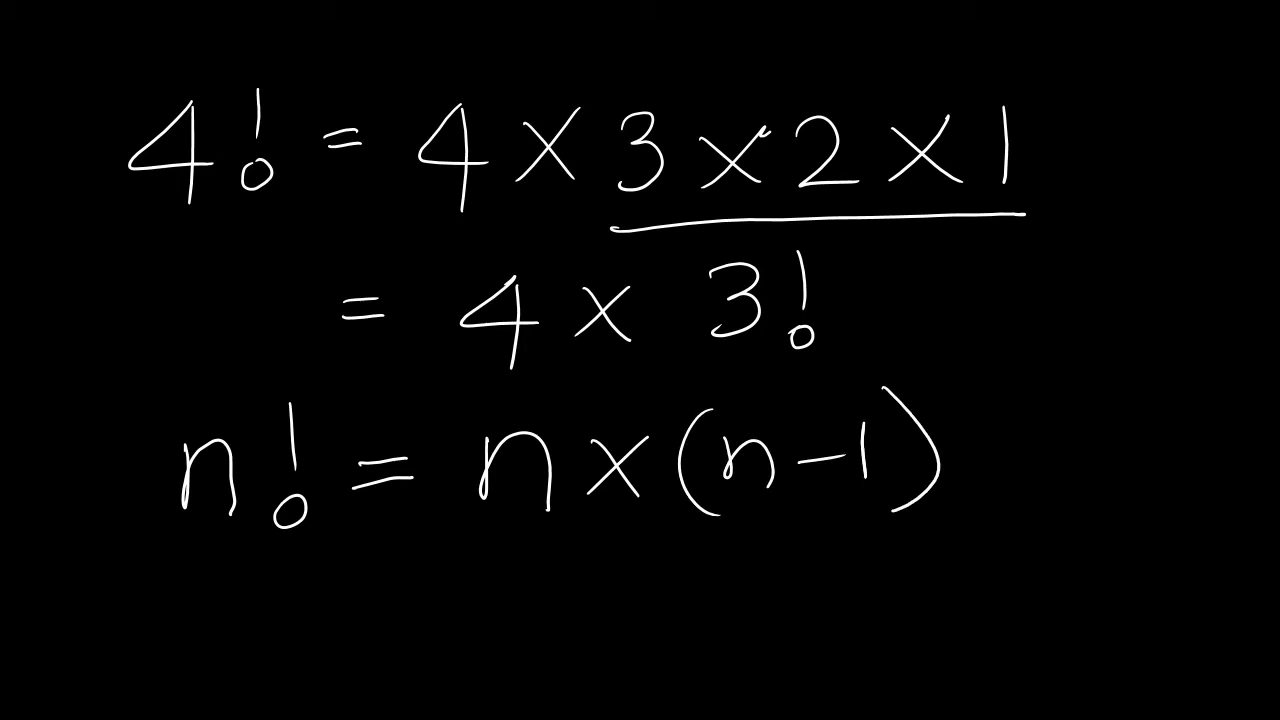 4! = 4 × 3 × 2 × 1
= 4 × 3!
n! = n × (n - 1)